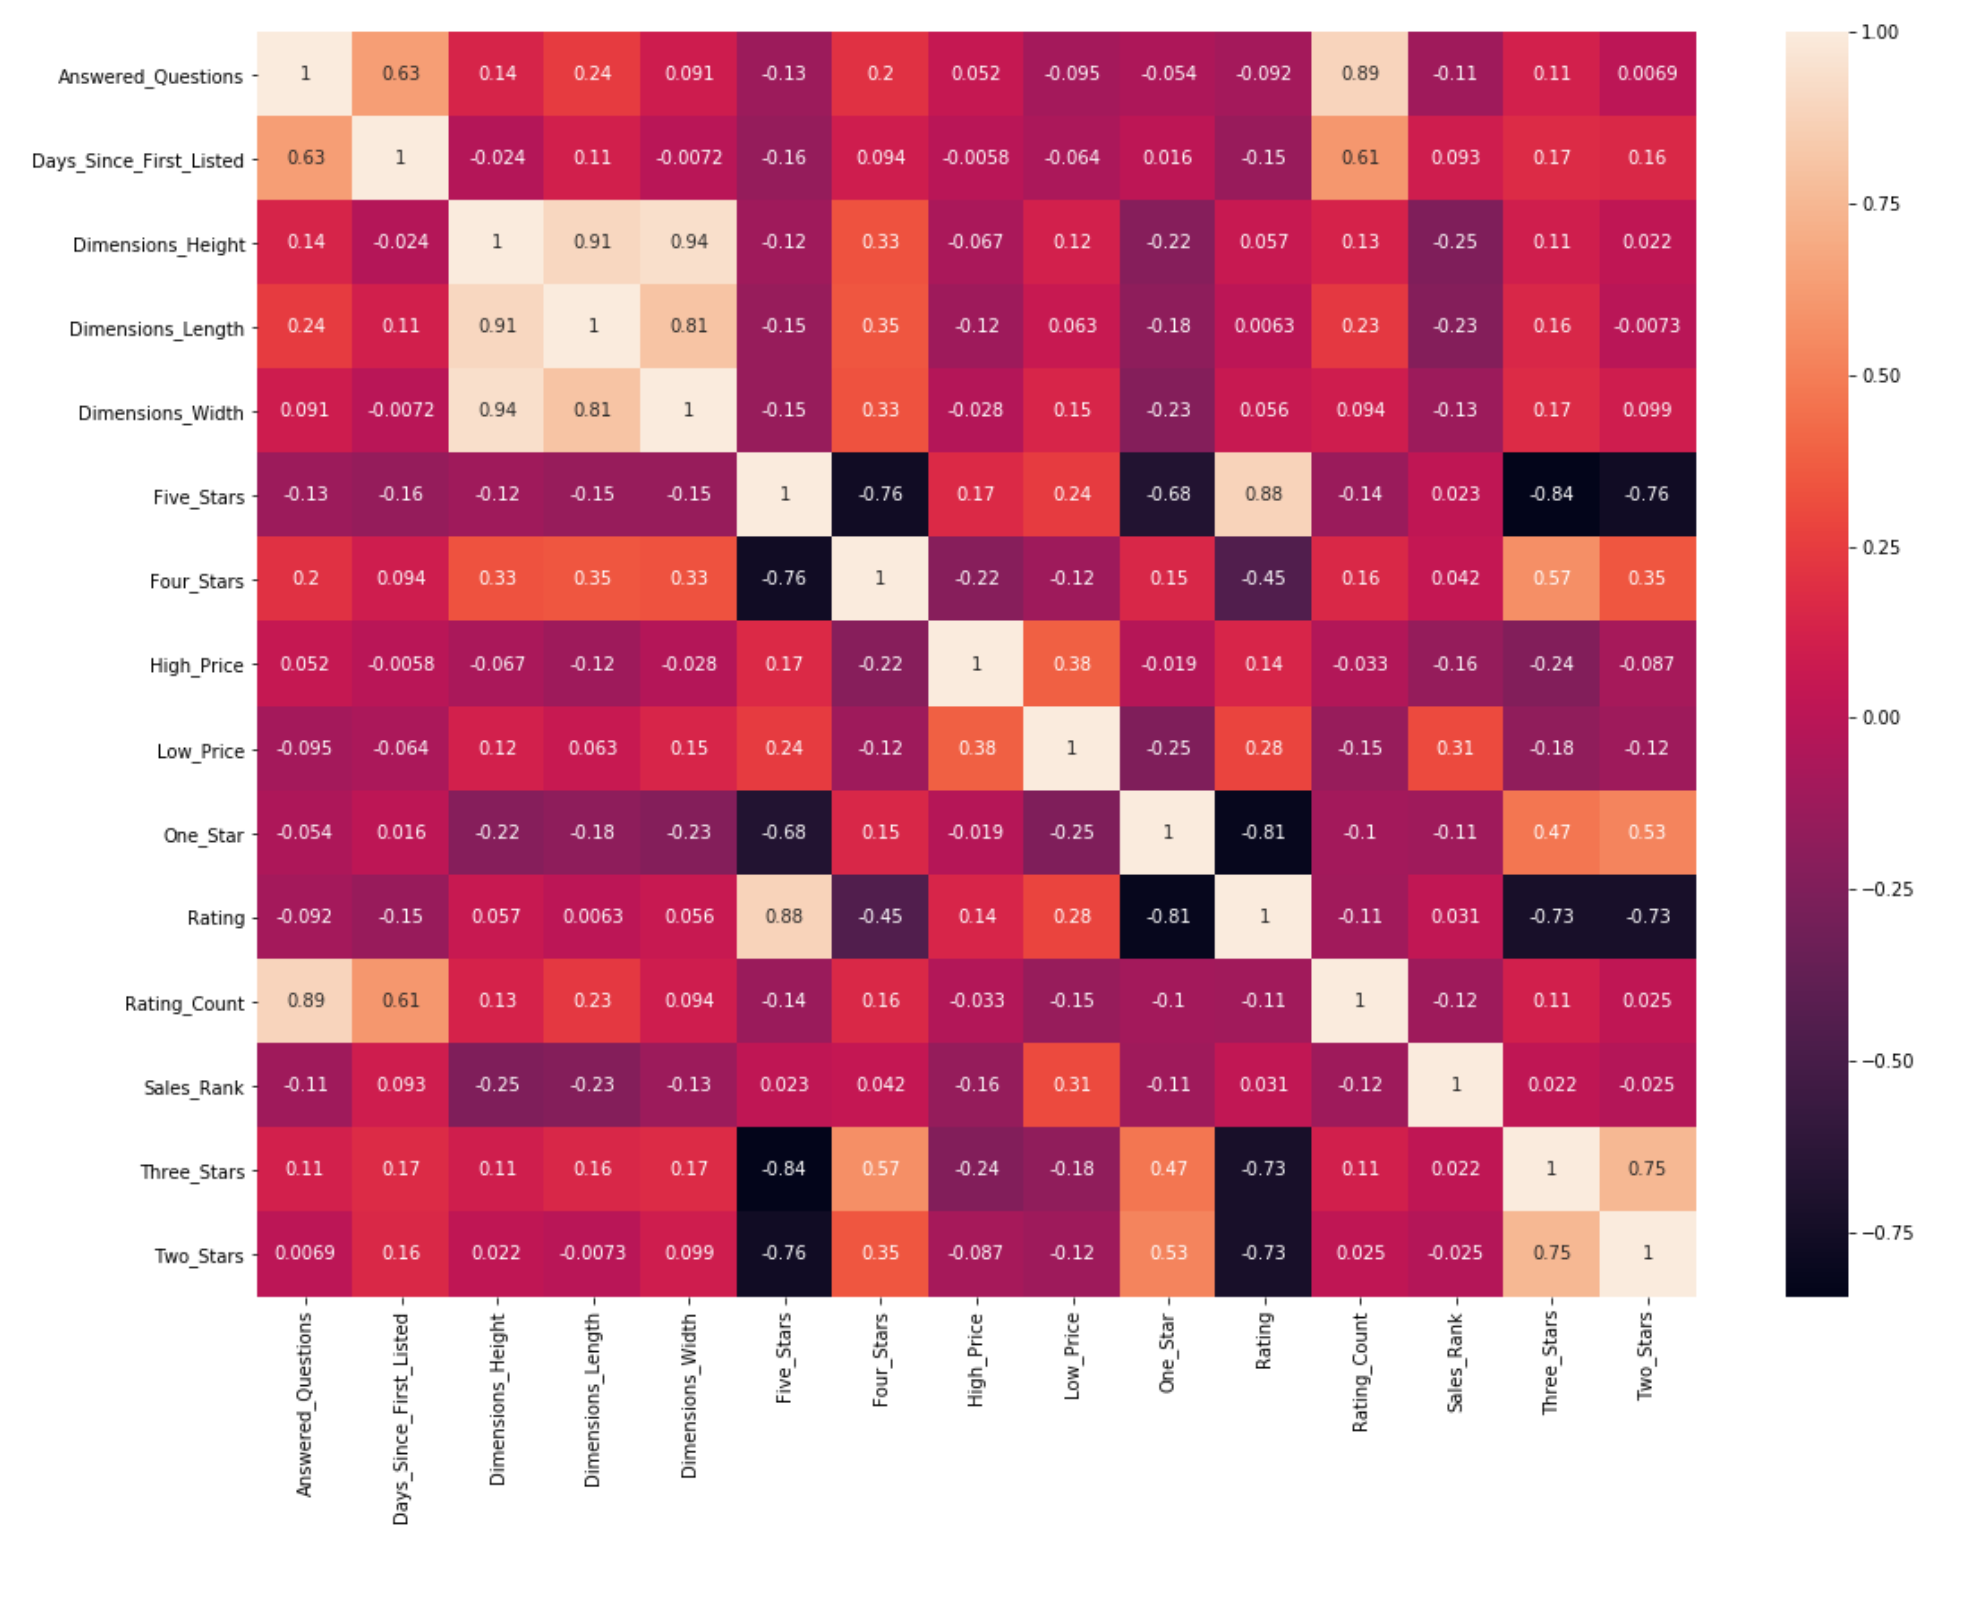 Answered_Questions 1 0.63 0.14 0.24 0.091 -0.13 0.2 0.052 -0.095 -0.054 -0.092 0.89 -0.11 0.11 0.0069
Days_Since_First_Listed 0.63 1 -0.024 0.11 -0.0072 -0.16 0.094 -0.0058 -0.064 0.016 -0.15 0.61 0.093 0.17 0.16
Dimensions_Height 0.14 -0.024 1 0.91 0.94 -0.12 0.33 -0.067 0.12 -0.22 0.057 0.13 -0.25 0.11 0.022
Dimensions_Length 0.24 0.11 0.91 1 0.81 -0.15 0.35 -0.12 0.063 -0.18 0.0063 0.23 -0.23 0.16 -0.0073
Dimensions_Width 0.091 -0.0072 0.94 0.81 1 -0.15 0.33 -0.028 0.15 -0.23 0.056 0.094 -0.13 0.17 0.099
Five_Stars -0.13 -0.16 -0.12 -0.15 -0.15 1 -0.76 0.17 0.24 -0.68 0.88 -0.14 0.023 -0.84 -0.76
Four_Stars 0.2 0.094 0.33 0.35 0.33 -0.76 1 -0.22 -0.12 0.15 -0.45 0.16 0.042 0.57 0.35
High_Price 0.052 -0.0058 -0.067 -0.12 -0.028 0.17 -0.22 1 0.38 -0.019 0.14 -0.033 -0.16 -0.24 -0.087
Low_Price -0.095 -0.064 0.12 0.063 0.15 0.24 -0.12 0.38 1 -0.25 0.28 -0.15 0.31 -0.18 -0.12
One_Star -0.054 0.016 -0.22 -0.18 -0.23 -0.68 0.15 -0.019 -0.25 1 -0.81 -0.1 -0.11 0.47 0.53
Rating -0.092 -0.15 0.057 0.0063 0.056 0.88 -0.45 0.14 0.28 -0.81 1 -0.11 0.031 -0.73 -0.73
Rating_Count 0.89 0.61 0.13 0.23 0.094 -0.14 0.16 -0.033 -0.15 -0.1 -0.11 1 -0.12 0.11 0.025
Sales_Rank -0.11 0.093 -0.25 -0.23 -0.13 0.023 0.042 -0.16 0.31 -0.11 0.031 -0.12 1 0.022 -0.025
Three_Stars 0.11 0.17 0.11 0.16 0.17 -0.84 0.57 -0.24 -0.18 0.47 -0.73 0.11 0.022 1 0.75
Two_Stars 0.0069 0.16 0.022 -0.0073 0.099 -0.76 0.35 -0.087 -0.12 0.53 -0.73 0.025 -0.025 0.75 1
Answered_Questions
Days_Since_First_Listed
Dimensions_Height
Dimensions_Length
Dimensions_Width
Five_Stars
Four_Stars
High_Price
Low_Price
One_Star
Rating
Rating_Count
Sales_Rank
Three_Stars
Two_Stars
1.00
0.75
0.50
0.25
0.00
−0.25
−0.50
−0.75